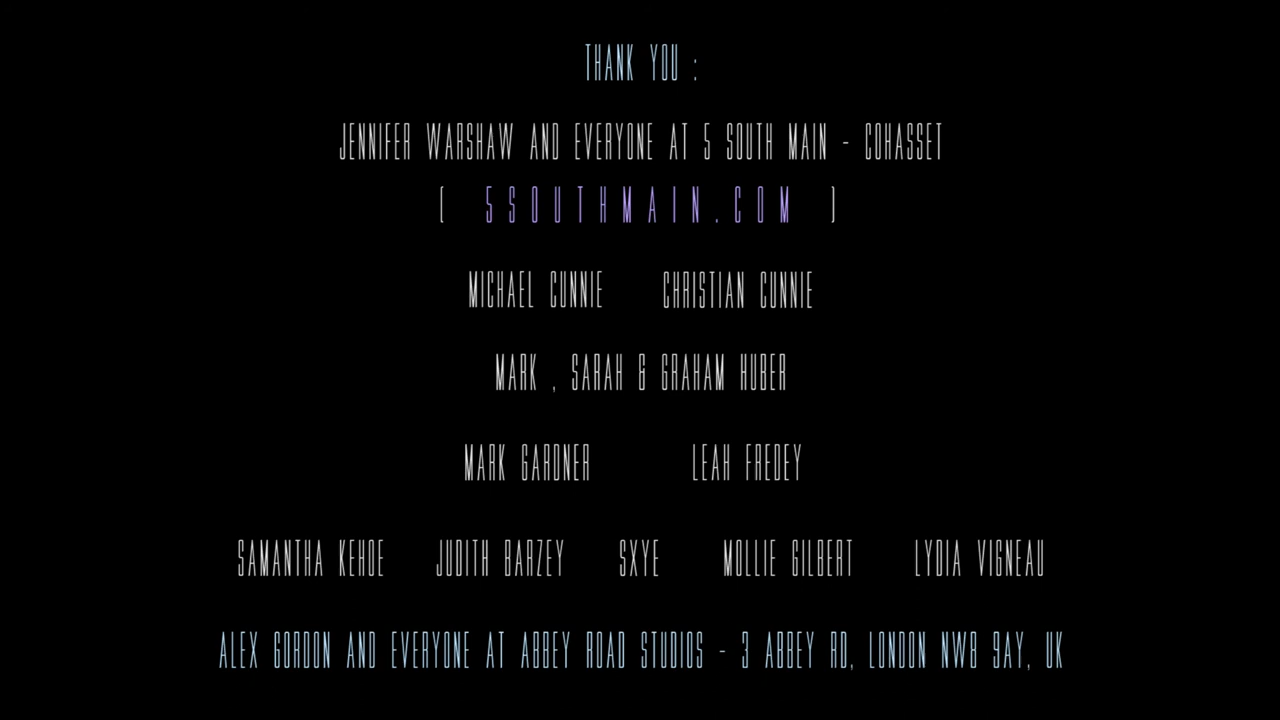 THANK YOU :
JENNIFER WARSHAW AND EVERYONE AT 5 SOUTH MAIN - COHASSET
( 5SOUTHMAIN.COM )
MICHAEL CUNNIE CHRISTIAN CUNNIE
MARK , SARAH & GRAHAM HUBER
MARK GARDNER LEAH FREDEY
SAMANTHA KEHOE JUDITH BARZEY SXYE MOLLIE GILBERT LYDIA VIGNEAU
ALEX GORDON AND EVERYONE AT ABBEY ROAD STUDIOS - 3 ABBEY RD, LONDON NW8 9AY, UK